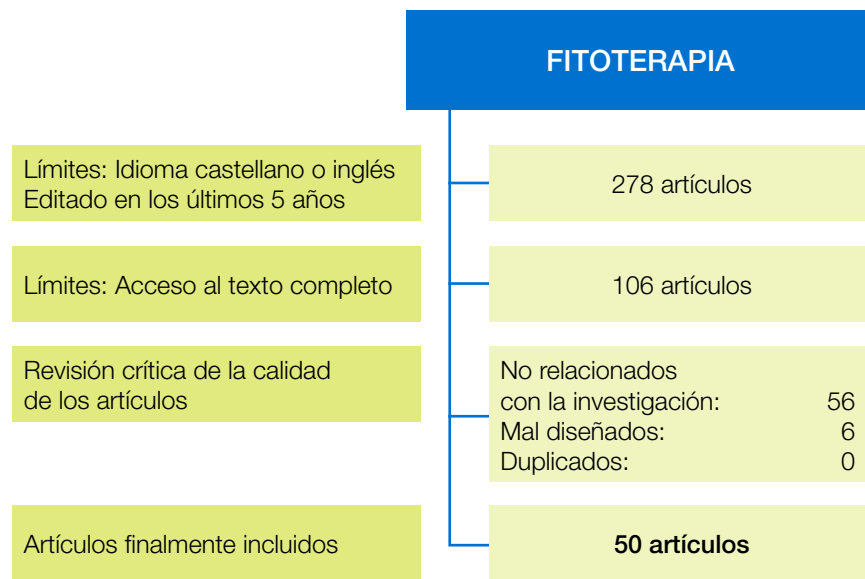 FITOTERAPIA
Límites: Idioma castellano o inglés
Editado en los últimos 5 años
278 artículos
Límites: Acceso al texto completo
106 artículos
Revisión crítica de la calidad
de los artículos
No relacionados
con la investigación: 56
Mal diseñados: 6
Duplicados: 0
Artículos finalmente incluidos
50 artículos